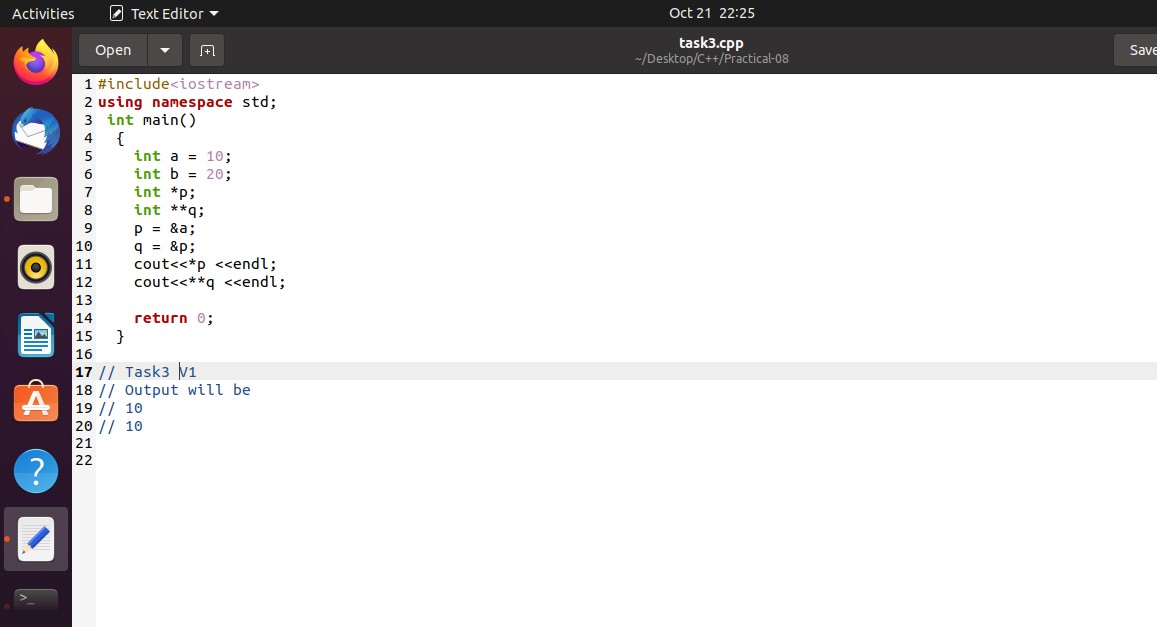 Activities Text Editor Oct 21 22:25
Open task3.cpp Save
~/Desktop/C++/Practical-08
1 #include<iostream>
2 using namespace std;
3  int main()
4   {
5     int a = 10;
6     int b = 20;
7     int *p;
8     int **q;
9     p = &a;
10     q = &p;
11     cout<<*p <<endl;
12     cout<<**q <<endl;
13
14     return 0;
15   }
16
17 // Task3 V1
18 // Output will be
19 // 10
20 // 10
21
22
>_